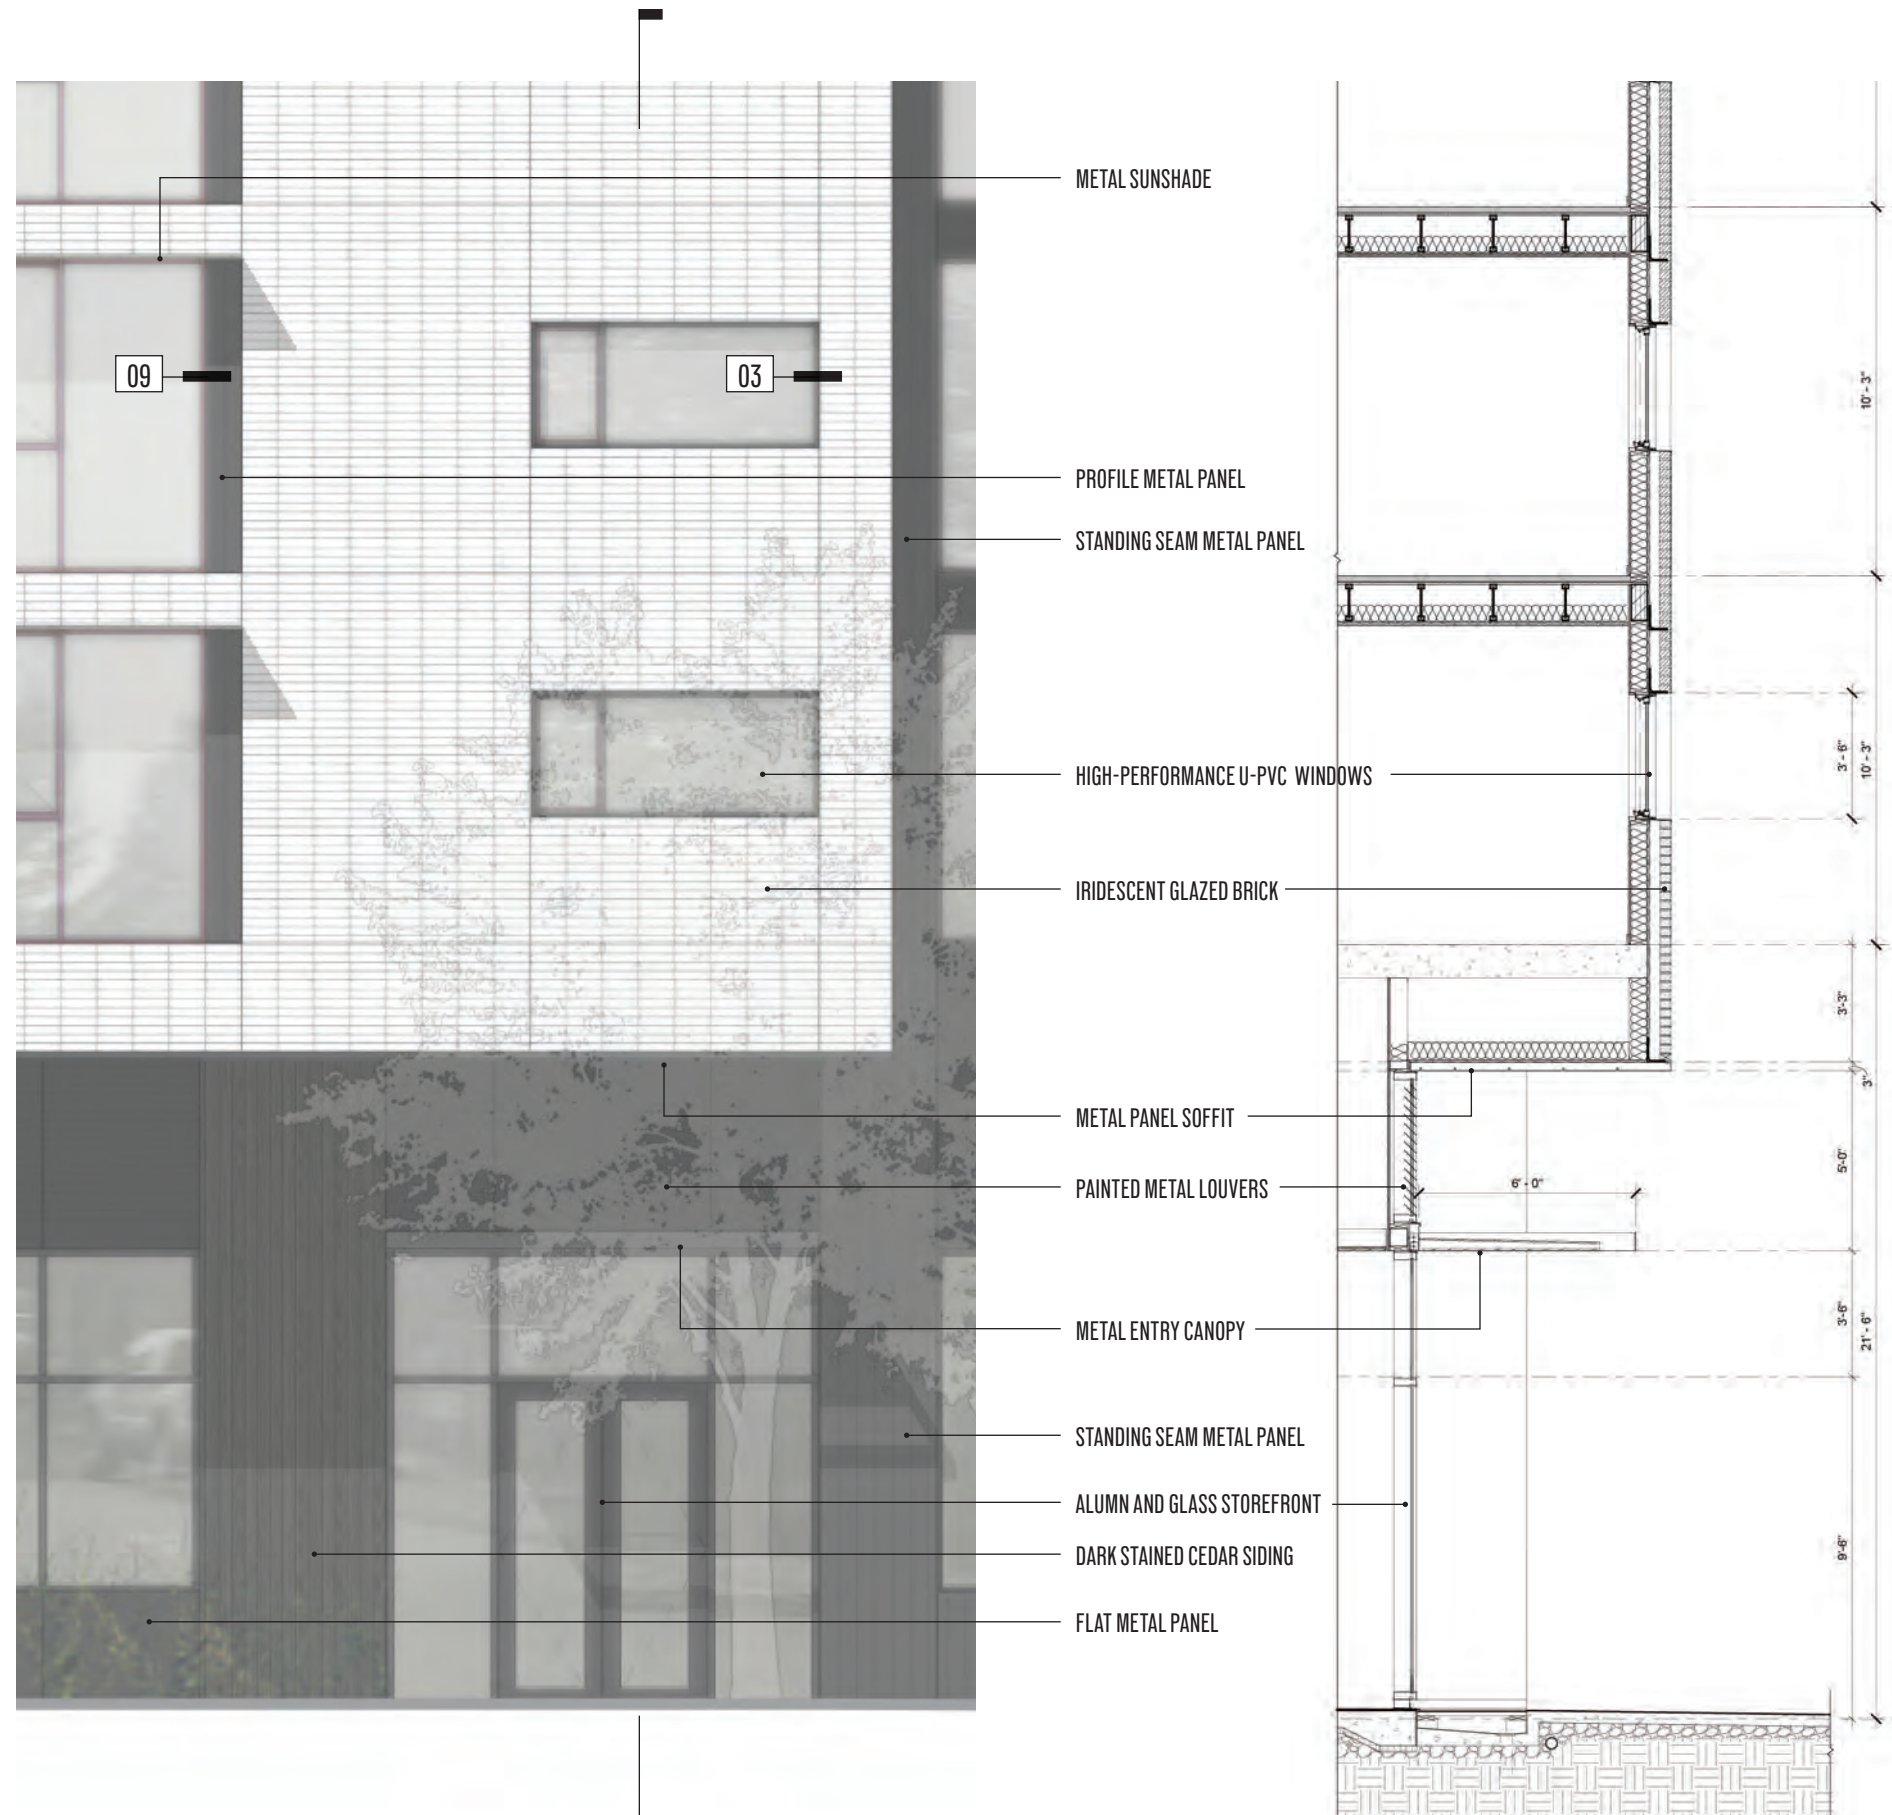 METAL SUNSHADE
09
03
10' - 3"
PROFILE METAL PANEL
STANDING SEAM METAL PANEL
HIGH-PERFORMANCE U-PVC WINDOWS
3' - 6"
10' - 3"
IRIDESCENT GLAZED BRICK
3'-3"
3"
METAL PANEL SOFFIT
5'-0"
PAINTED METAL LOUVERS
6' - 0"
METAL ENTRY CANOPY
3'-6"
21' - 6"
STANDING SEAM METAL PANEL
ALUMN AND GLASS STOREFRONT
DARK STAINED CEDAR SIDING
9'-6"
FLAT METAL PANEL